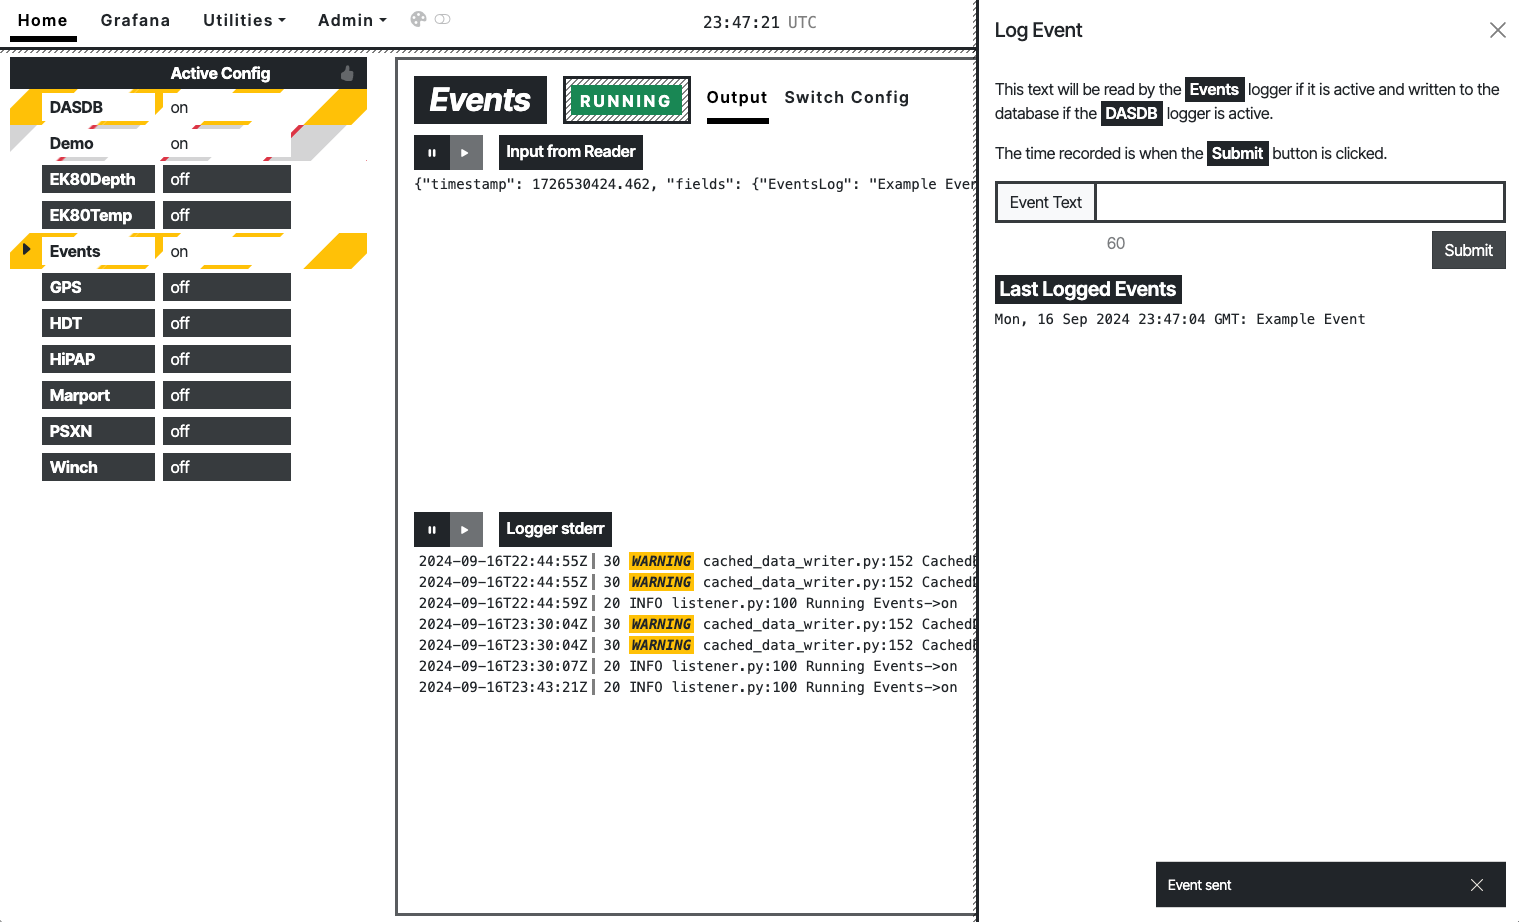 Home Grafana Utilities Admin 23:47:21 UTC
Active Config
DASDB on
Demo on
EK80Depth off
EK80Temp off
Events on
GPS off
HDT off
HiPAP off
Marport off
PSXN off
Winch off
Events RUNNING Output Switch Config
Input from Reader
{"timestamp": 1726530424.462, "fields": {"EventsLog": "Example Even
Logger stderr
2024-09-16T22:44:55Z 30 WARNING cached_data_writer.py:152 Cached
2024-09-16T22:44:55Z 30 WARNING cached_data_writer.py:152 Cached
2024-09-16T22:44:59Z 20 INFO listener.py:100 Running Events->on
2024-09-16T23:30:04Z 30 WARNING cached_data_writer.py:152 Cached
2024-09-16T23:30:04Z 30 WARNING cached_data_writer.py:152 Cached
2024-09-16T23:30:07Z 20 INFO listener.py:100 Running Events->on
2024-09-16T23:43:21Z 20 INFO listener.py:100 Running Events->on
Log Event
This text will be read by the Events logger if it is active and written to the
database if the DASDB logger is active.
The time recorded is when the Submit button is clicked.
Event Text
60
Submit
Last Logged Events
Mon, 16 Sep 2024 23:47:04 GMT: Example Event
Event sent